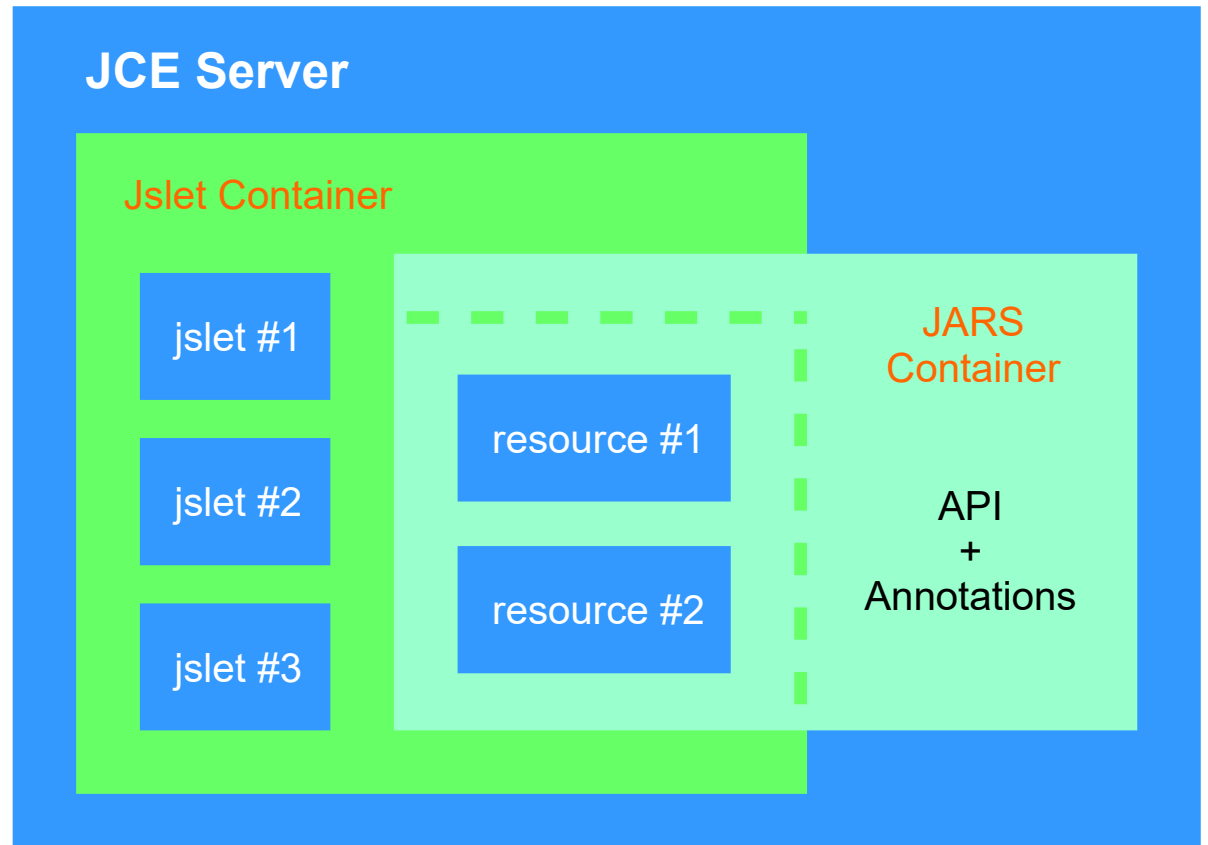 JCE Server
Jslet Container
jslet #1
jslet #2
jslet #3
resource #1
resource #2
JARS
Container
API
+
Annotations